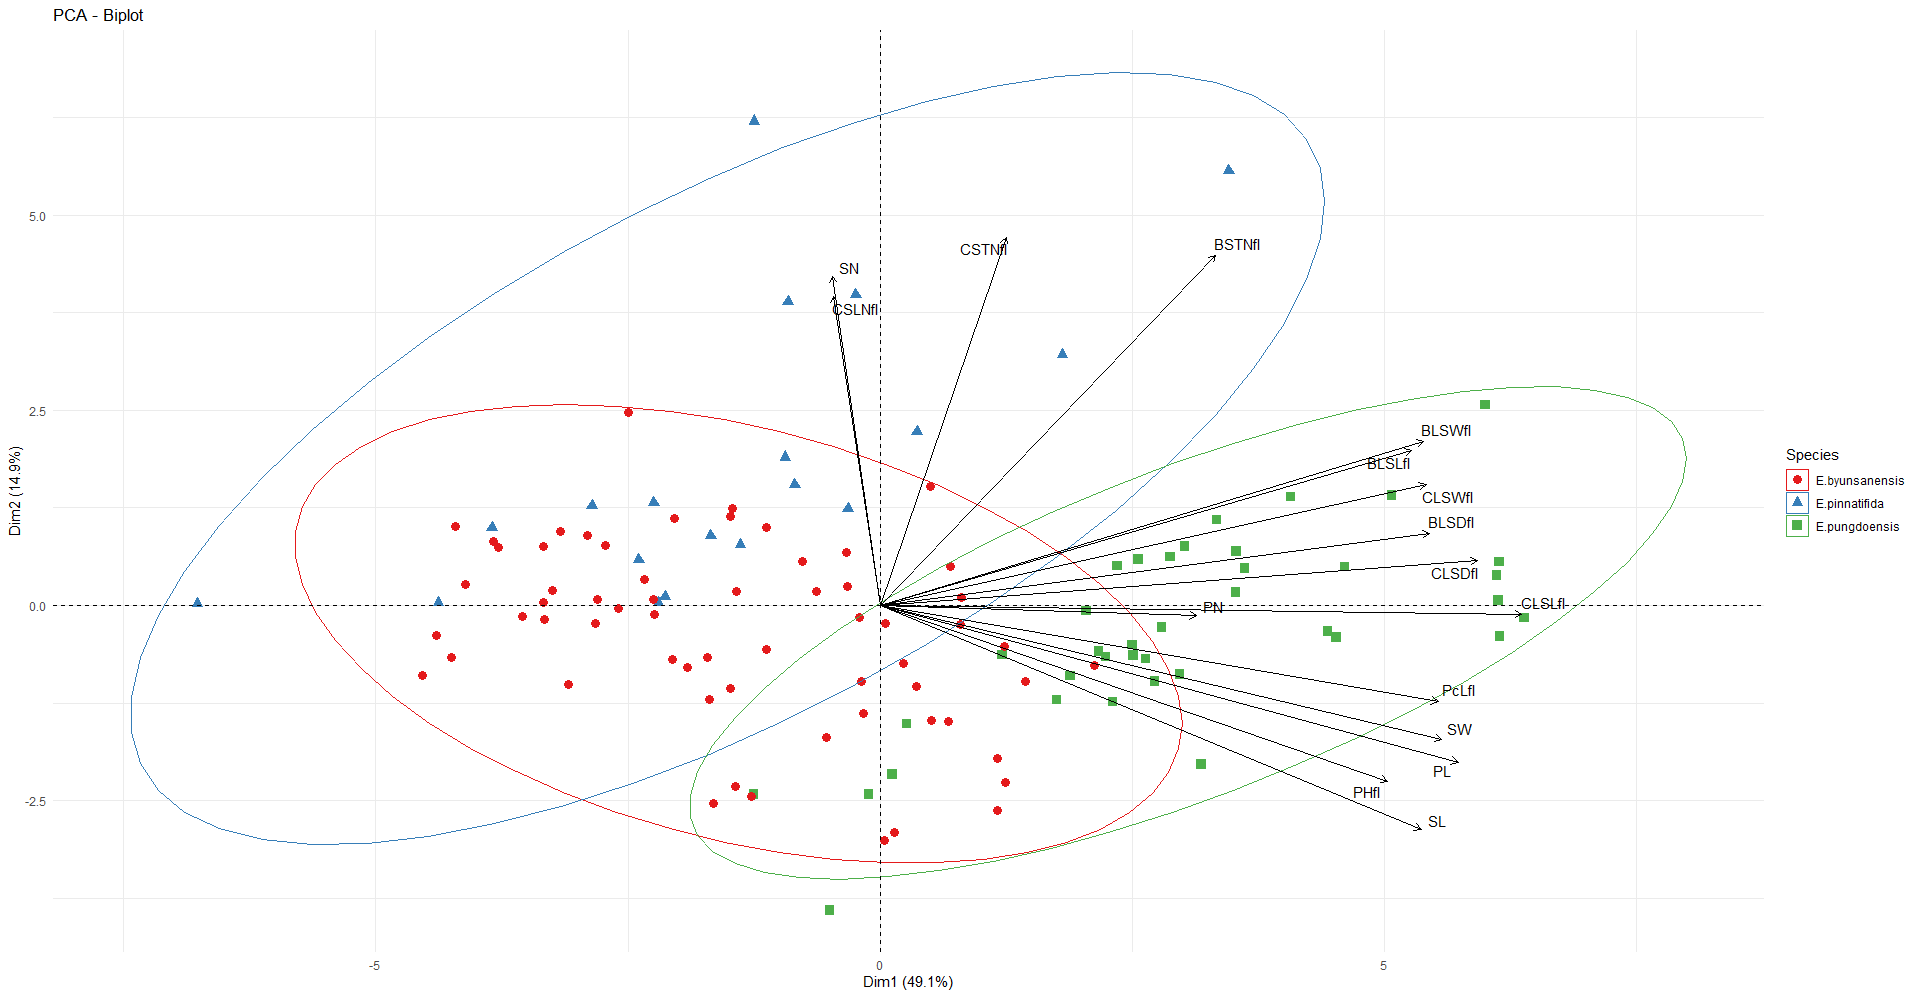 PCA - Biplot
CSTNfl
BSTNfl
SN
CSLNfl
BLSWfl
BLSLfl
CLSWfl
BLSDfl
CLSDfl
PN
CLSLfl
PcLfl
SW
PL
PHfl
SL
5.0
2.5
0.0
-2.5
Dim2 (14.9%)
-5
0
5
Dim1 (49.1%)
Species
E.byunsanensis
E.pinnatifida
E.pungdoensis